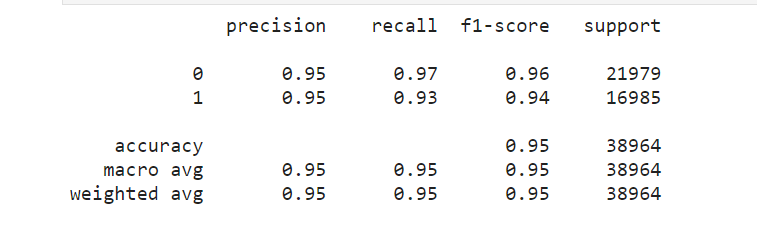 precision recall f1-score support
0 0.95 0.97 0.96 21979
1 0.95 0.93 0.94 16985
accuracy 0.95 38964
macro avg 0.95 0.95 0.95 38964
weighted avg 0.95 0.95 0.95 38964